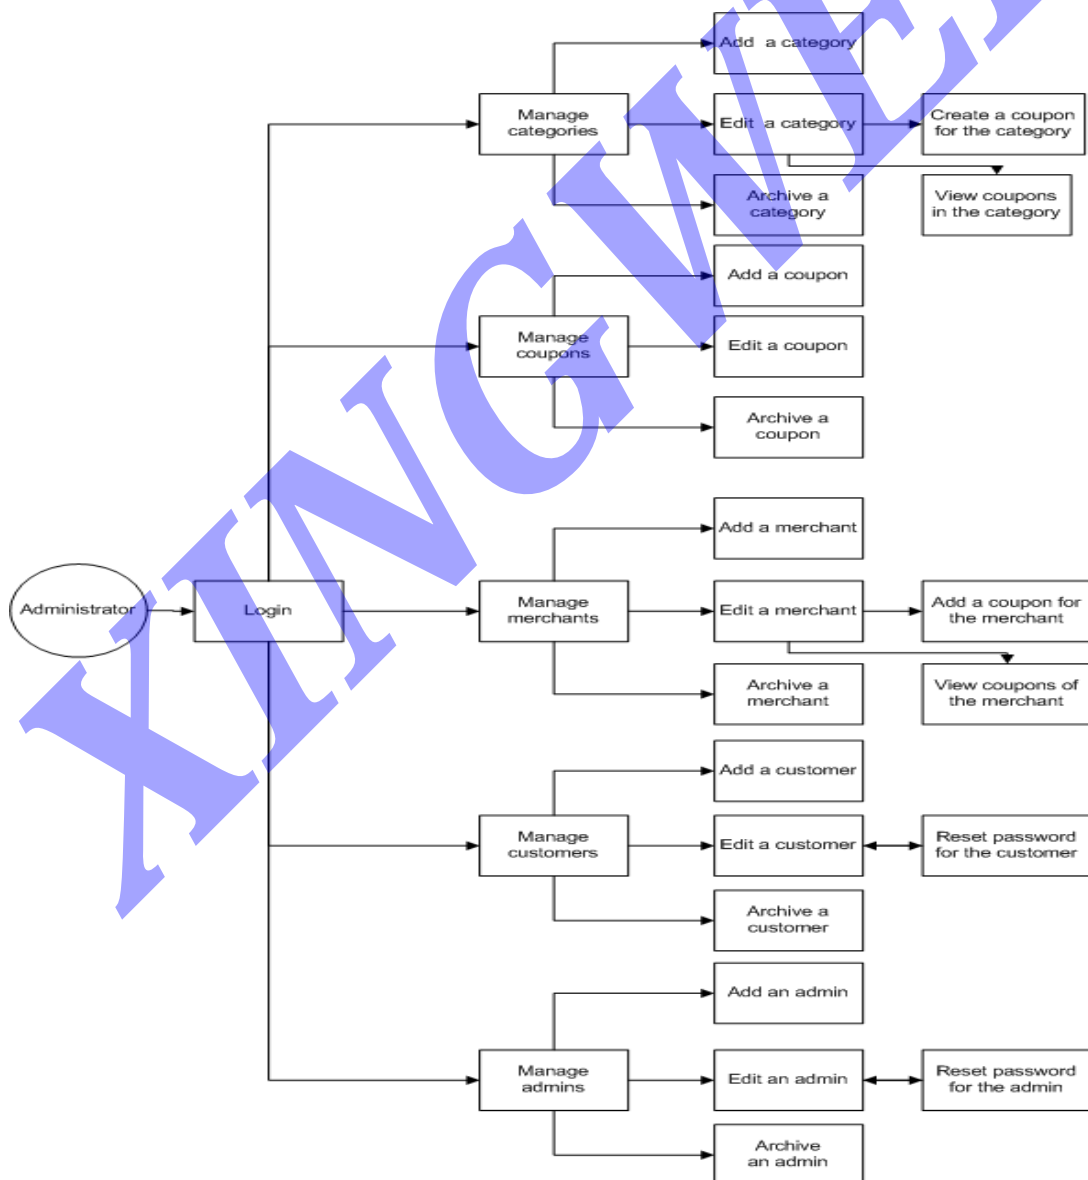 Add  a category
Manage
categories
Edit  a category
Create a coupon
for the category
Archive a
category
View coupons
in the category
Add a coupon
Manage
coupons
Edit a coupon
Archive a
coupon
Add a merchant
Administrator
Login
Manage
merchants
Edit a merchant
Add a coupon for
the merchant
Archive a
merchant
View coupons of
the merchant
Add a customer
Manage
customers
Edit a customer
Reset password
for the customer
Archive a
customer
Add an admin
Manage
admins
Edit an admin
Reset password
for the admin
Archive
an admin
XINGWE